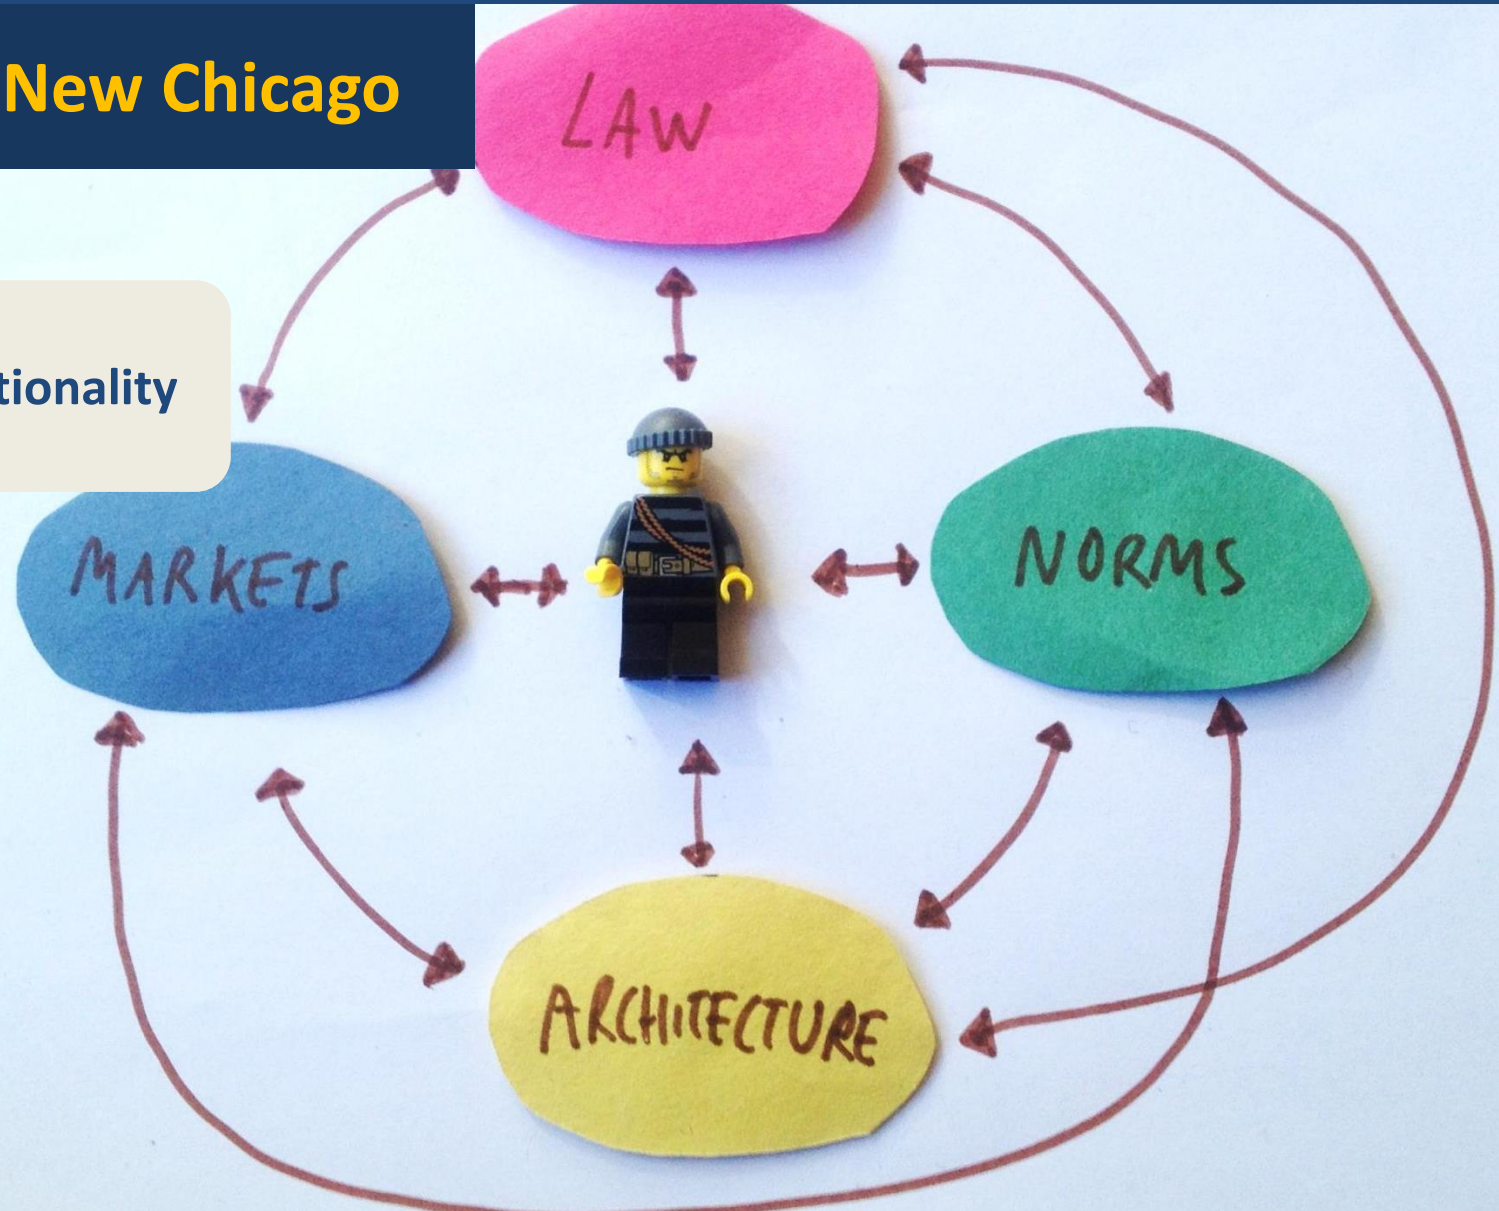 New Chicago
LAW
tionality
MARKETS
NORMS
ARCHITECTURE